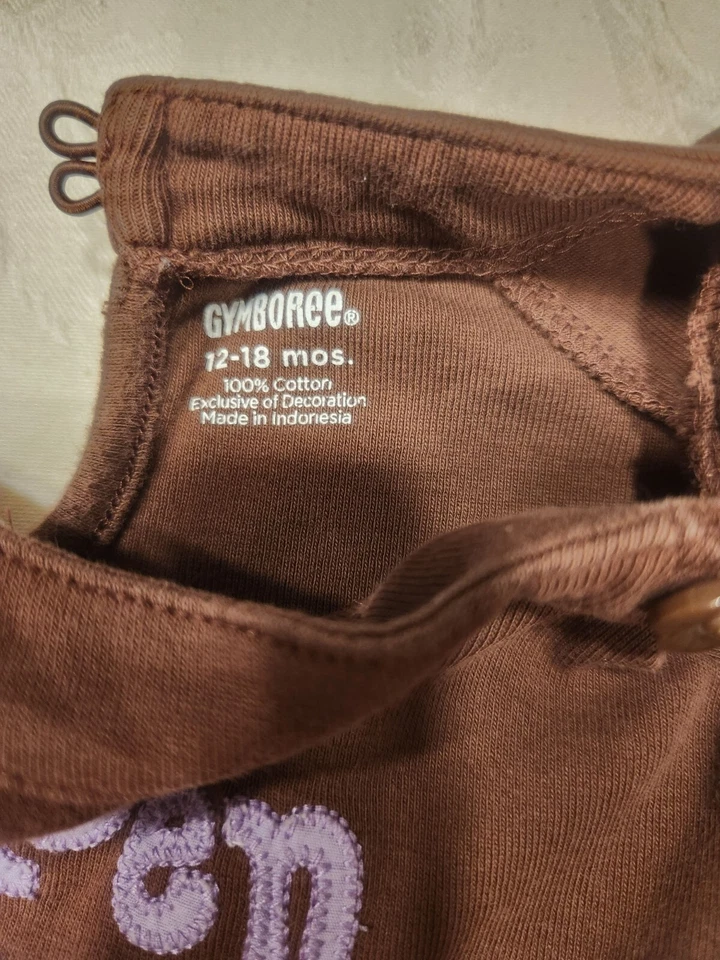 GYMBOREE®
12-18 mos.
100% Cotton
Exclusive of Decoration
Made in Indonesia